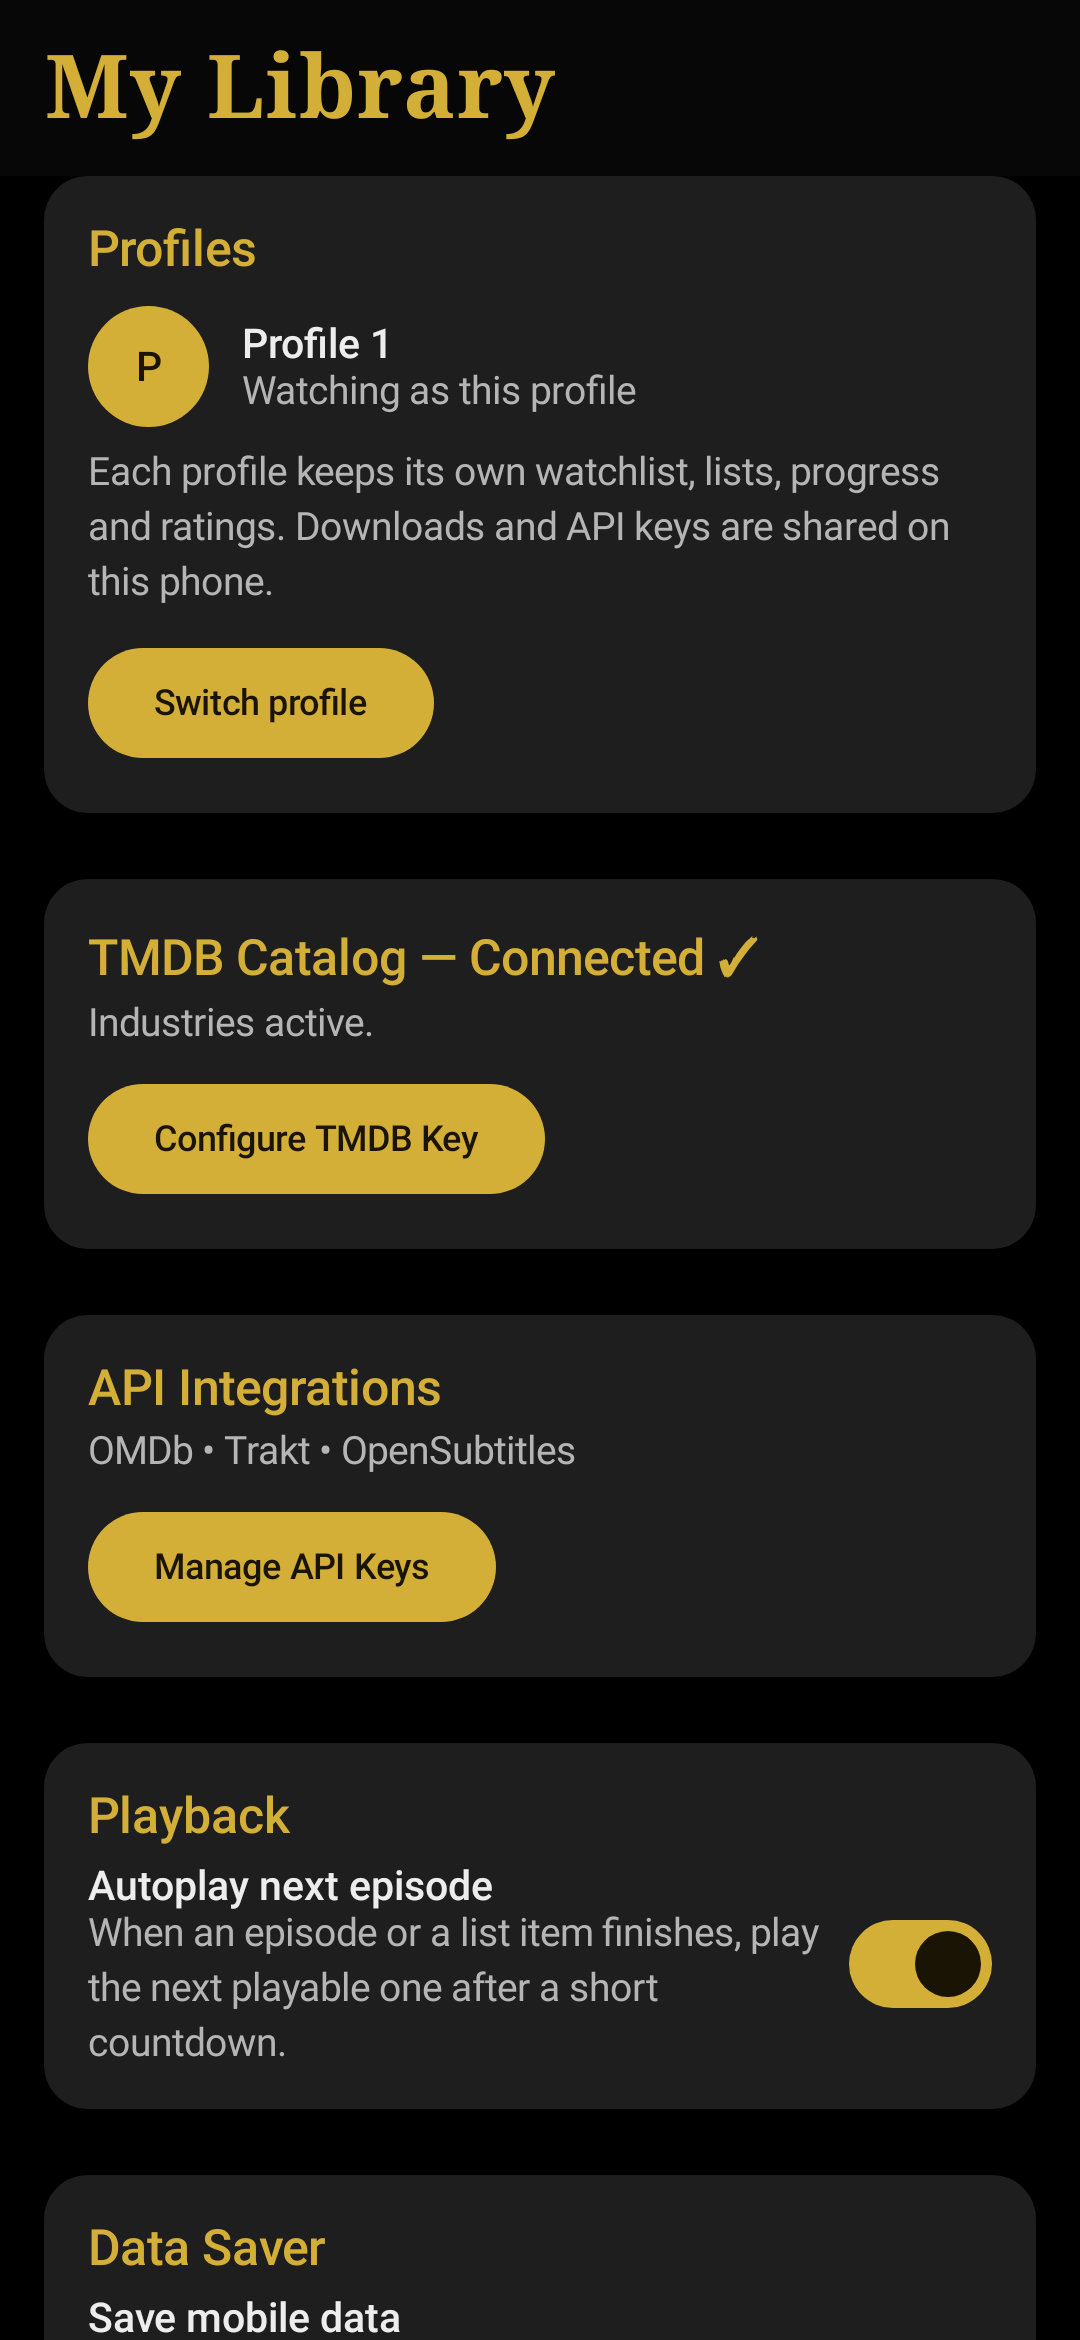 My Library
Profiles
P
Profile 1
Watching as this profile
Each profile keeps its own watchlist, lists, progress
and ratings. Downloads and API keys are shared on
this phone.
Switch profile
TMDB Catalog — Connected ✓
Industries active.
Configure TMDB Key
API Integrations
OMDb • Trakt • OpenSubtitles
Manage API Keys
Playback
Autoplay next episode
When an episode or a list item finishes, play
the next playable one after a short
countdown.
Data Saver
Save mobile data